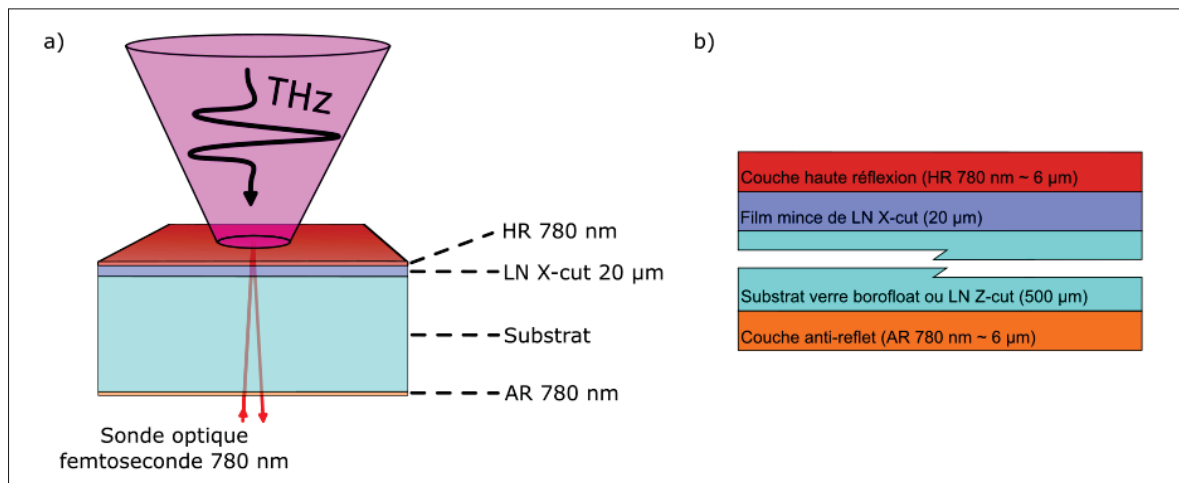 a)
THz
HR 780 nm
LN X-cut 20 µm
Substrat
AR 780 nm
Sonde optique
femtoseconde 780 nm
b)
Couche haute réflexion (HR 780 nm ~ 6 µm)
Film mince de LN X-cut (20 µm)
Substrat verre borofloat ou LN Z-cut (500 µm)
Couche anti-reflet (AR 780 nm ~ 6 µm)